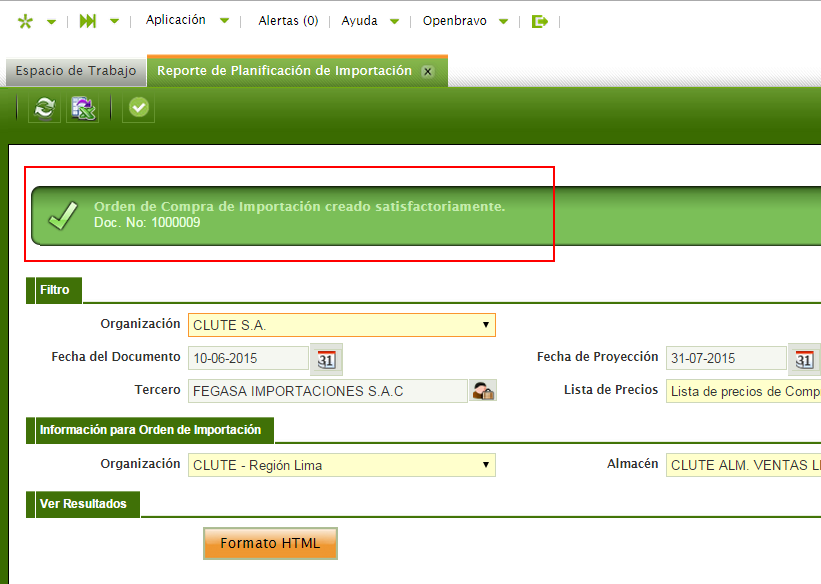 Aplicación Alertas (0) Ayuda Openbravo
Espacio de Trabajo Reporte de Planificación de Importación x
Orden de Compra de Importación creado satisfactoriamente.
Doc. No: 1000009
Filtro
Organización CLUTE S.A.
Fecha del Documento 10-06-2015 31 Fecha de Proyección 31-07-2015 31
Tercero FEGASA IMPORTACIONES S.A.C Lista de Precios Lista de precios de Comp
Información para Orden de Importación
Organización CLUTE - Región Lima Almacén CLUTE ALM. VENTAS LI
Ver Resultados
Formato HTML